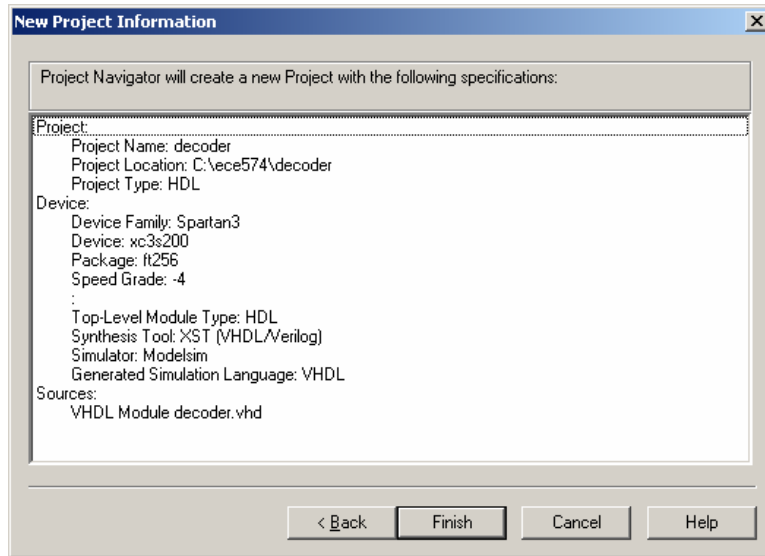 New Project Information
Project Navigator will create a new Project with the following specifications:
Project:
Project Name: decoder
Project Location: C:\ece574\decoder
Project Type: HDL
Device:
Device Family: Spartan3
Device: xc3s200
Package: ft256
Speed Grade: -4
:
Top-Level Module Type: HDL
Synthesis Tool: XST (VHDL/Verilog)
Simulator: Modelsim
Generated Simulation Language: VHDL
Sources:
VHDL Module decoder.vhd
< Back Finish Cancel Help